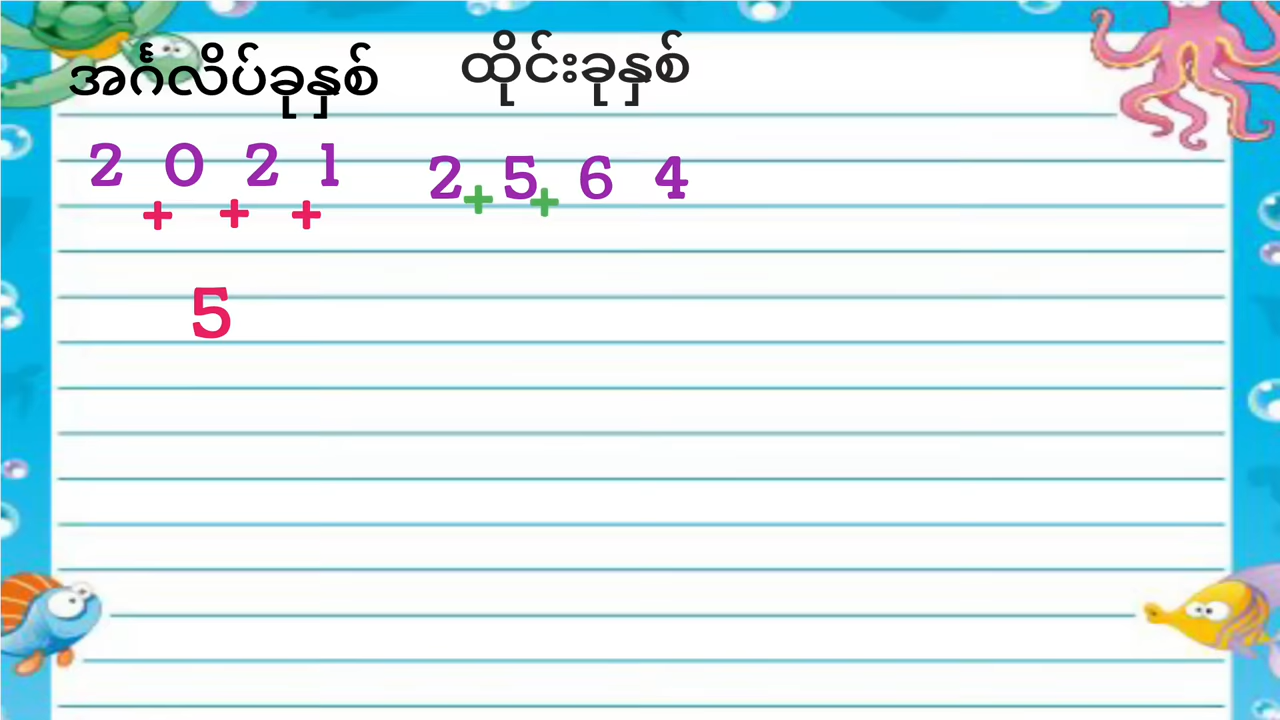 အင်္ဂလိပ်ခုနှစ် ထိုင်းခုနှစ်
2 0 2 1 2 5 6 4
+ + + + +
5